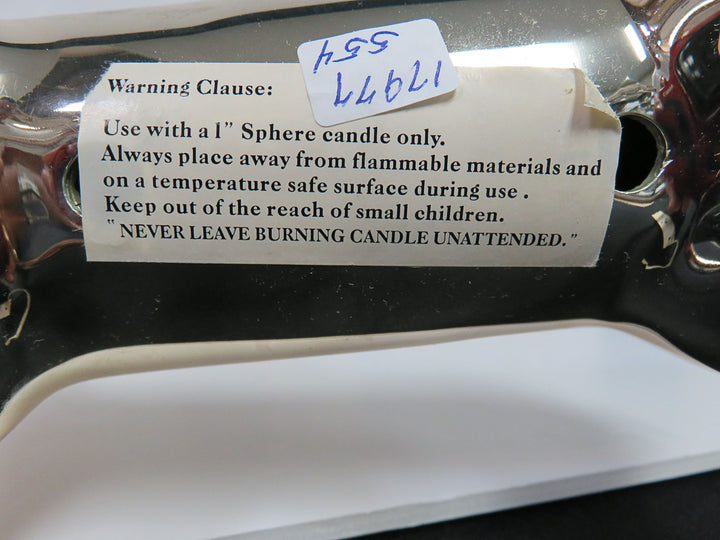 Warning Clause:
Use with a 1” Sphere candle only.
Always place away from flammable materials and
on a temperature safe surface during use .
Keep out of the reach of small children.
“ NEVER LEAVE BURNING CANDLE UNATTENDED.”
17977
554